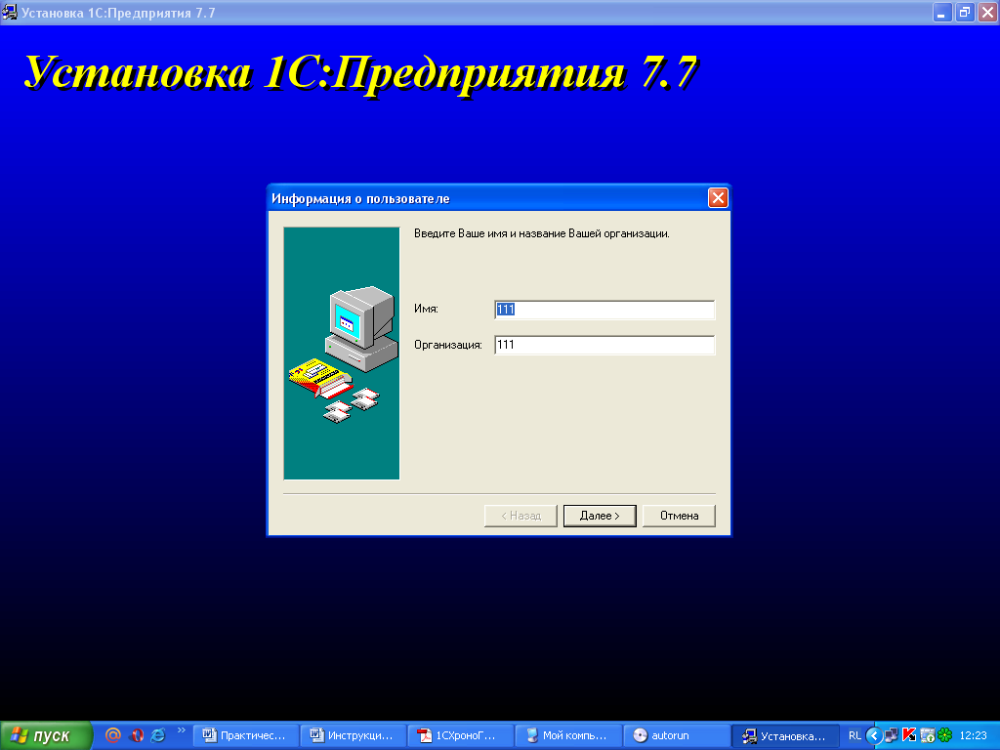 Установка 1С:Предприятия 7.7
Установка 1С:Предприятия 7.7
Информация о пользователе
Введите Ваше имя и название Вашей организации.
Имя: 111
Организация: 111
< Назад Далее > Отмена
пуск Практичес... Инструкци... 1СХроноГ... Мой компь... autorun Установка... RL 12:23